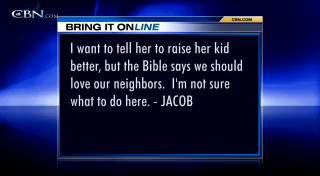 CBN.COM
CBN.COM
BRING IT ONLINE
I want to tell her to raise her kid
better, but the Bible says we should
love our neighbors.  I'm not sure
what to do here. - JACOB